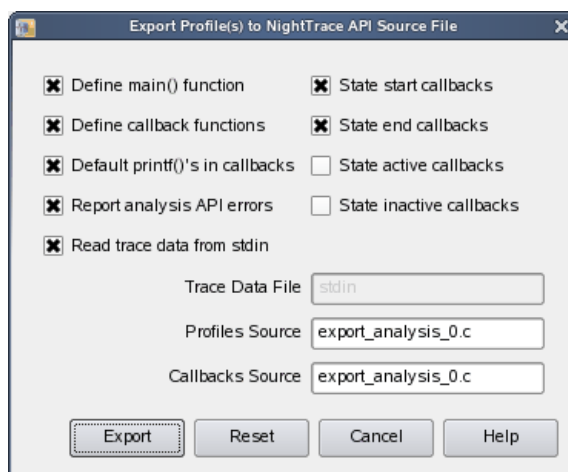 Export Profile(s) to NightTrace API Source File
Define main() function
State start callbacks
Define callback functions
State end callbacks
Default printf()'s in callbacks
State active callbacks
Report analysis API errors
State inactive callbacks
Read trace data from stdin
Trace Data File stdin
Profiles Source export_analysis_0.c
Callbacks Source export_analysis_0.c
Export Reset Cancel Help